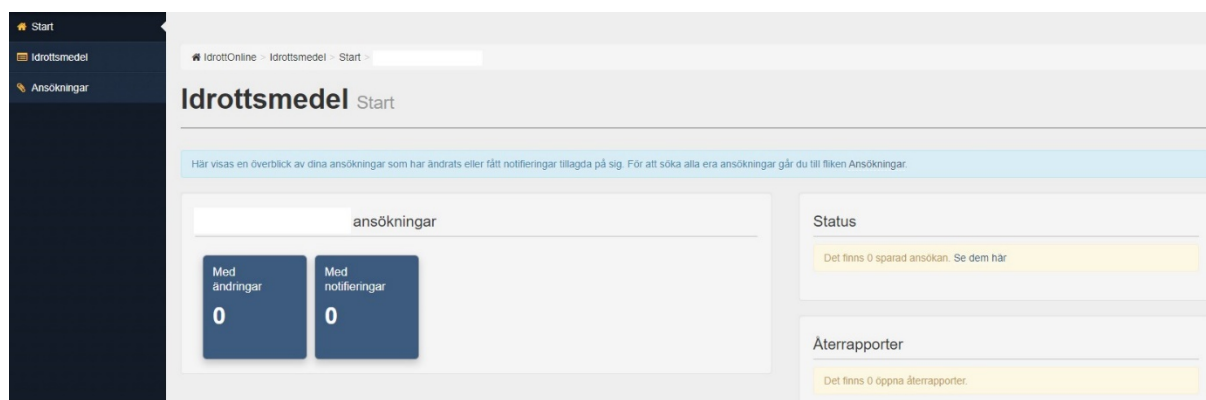 Start
Idrottsmedel
Ansökningar
IdrottOnline > Idrottsmedel > Start >
Idrottsmedel Start
Här visas en överblick av dina ansökningar som har ändrats eller fått notifieringar tillagda på sig. För att söka alla era ansökningar går du till fliken Ansökningar.
ansökningar
Med
ändringar
0
Med
notifieringar
0
Status
Det finns 0 sparad ansökan. Se dem här
Återrapporter
Det finns 0 öppna återrapporter.